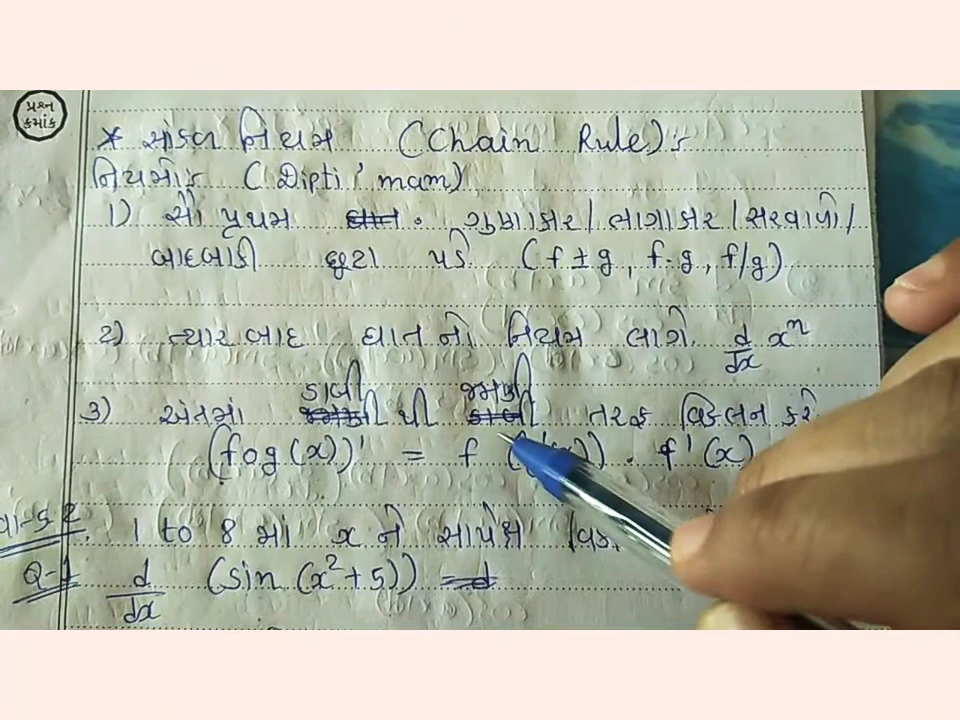 પ્રશ્ન
ક્રમાંક
* સાંકળ નિયમ (Chain Rule):
નિયમો: (Dipti' mam)
1) સૌ પ્રથમ ગુણાકાર/ ભાગાકાર /સરવાળો/
બાદબાકી છુટા પડે (f ± g, f·g, f/g)
2) ત્યાર બાદ ઘાત નો નિયમ લાગે. d/dx xⁿ
3) અંતમાં ડાબી થી જમણી તરફ વિકલન કરો
(fog(x))' = f . '(x)
1 to 8 માં x ને સાપેક્ષ
Q-1 d/dx (sin (x²+5)) = d